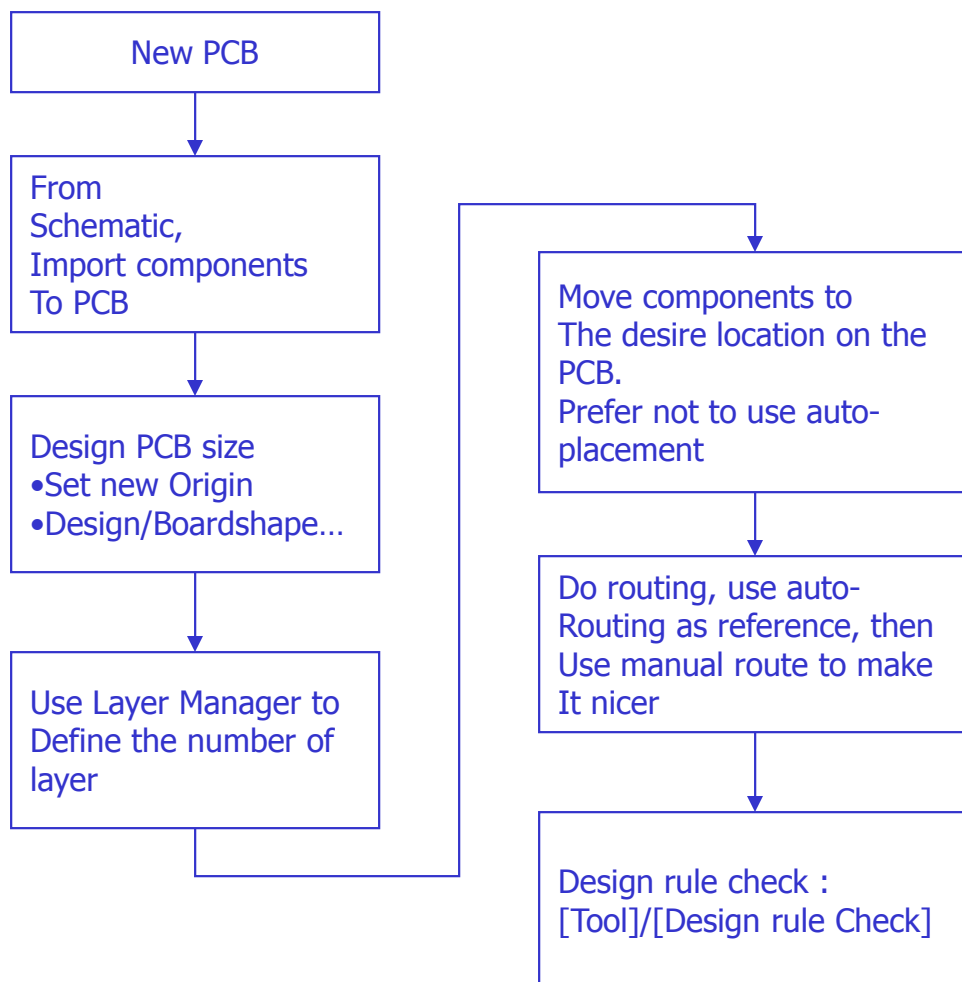 New PCB
From
Schematic,
Import components
To PCB
Design PCB size
•Set new Origin
•Design/Boardshape…
Use Layer Manager to
Define the number of
layer
Move components to
The desire location on the
PCB.
Prefer not to use auto-
placement
Do routing, use auto-
Routing as reference, then
Use manual route to make
It nicer
Design rule check :
[Tool]/[Design rule Check]